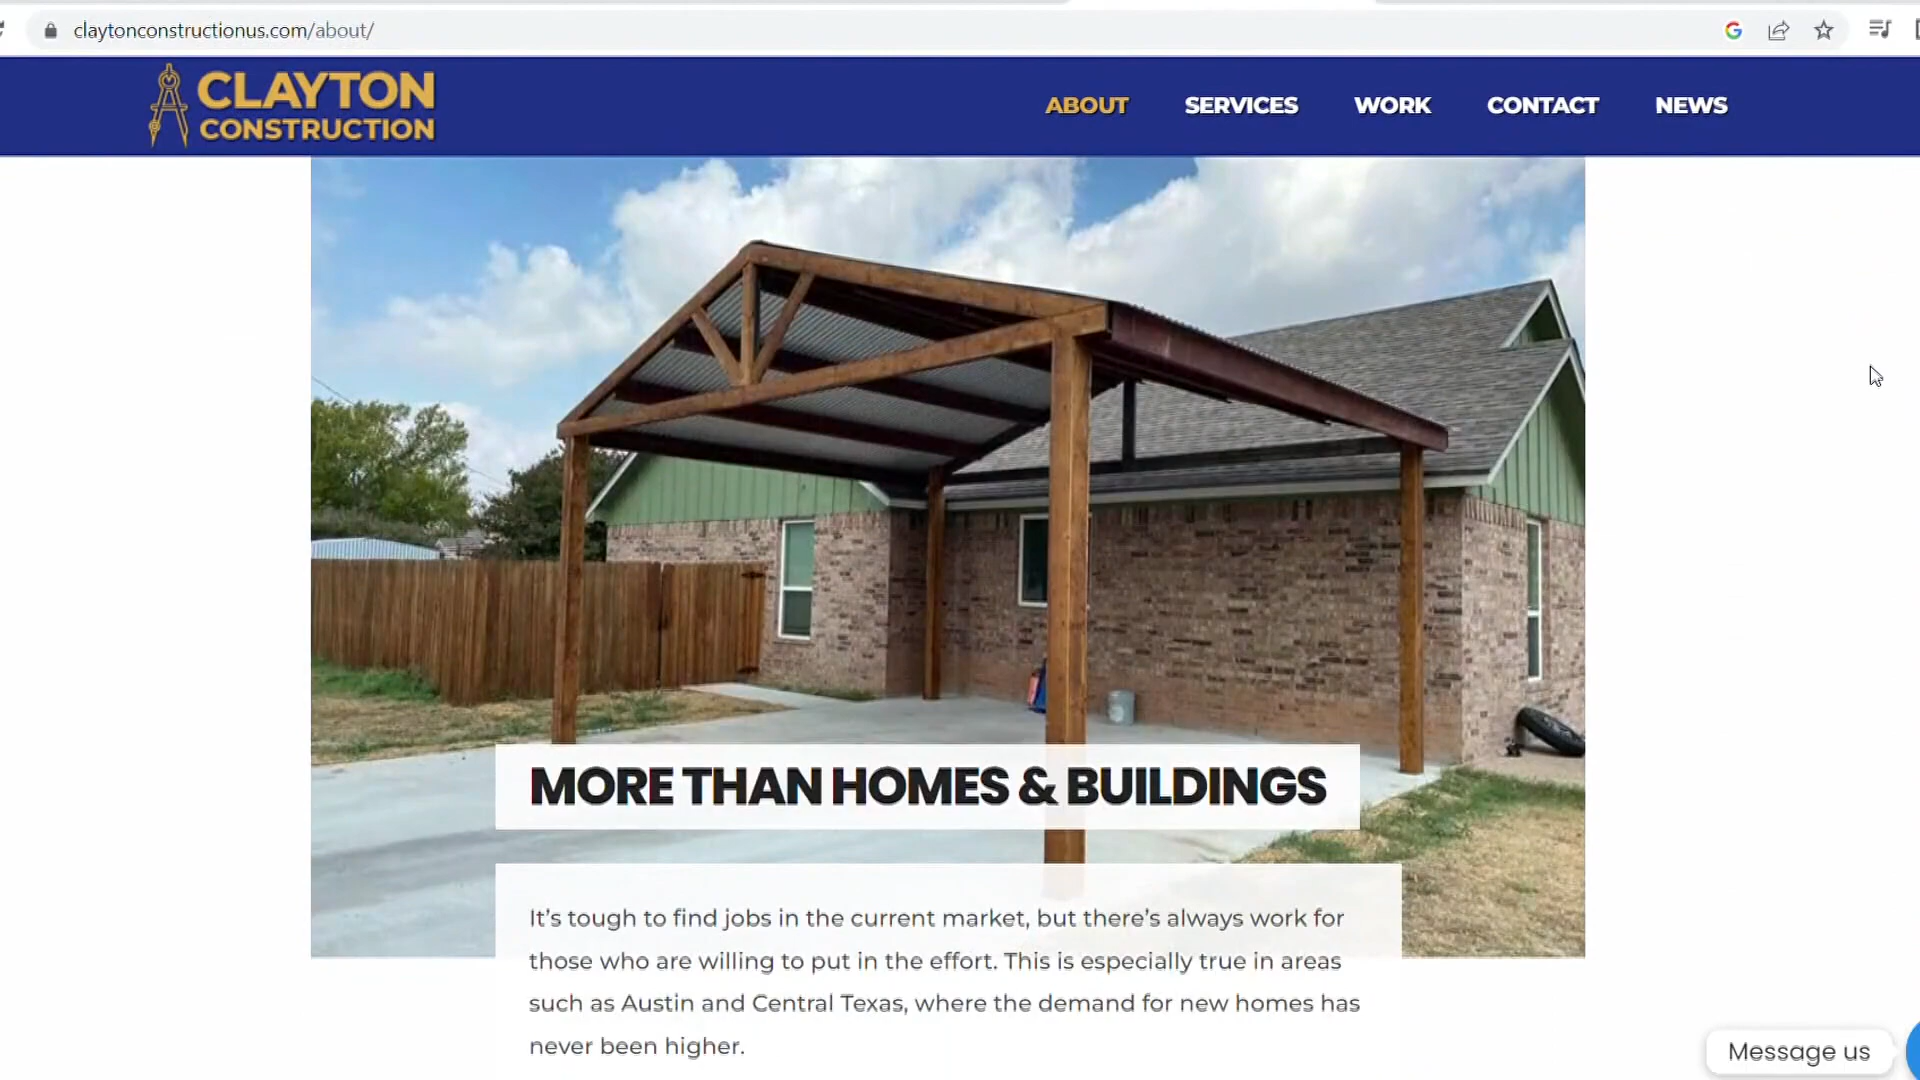 claytonconstructionus.com/about/
CLAYTON
CONSTRUCTION
ABOUT
SERVICES
WORK
CONTACT
NEWS
MORE THAN HOMES & BUILDINGS
It’s tough to find jobs in the current market, but there’s always work for
those who are willing to put in the effort. This is especially true in areas
such as Austin and Central Texas, where the demand for new homes has
never been higher.
Message us